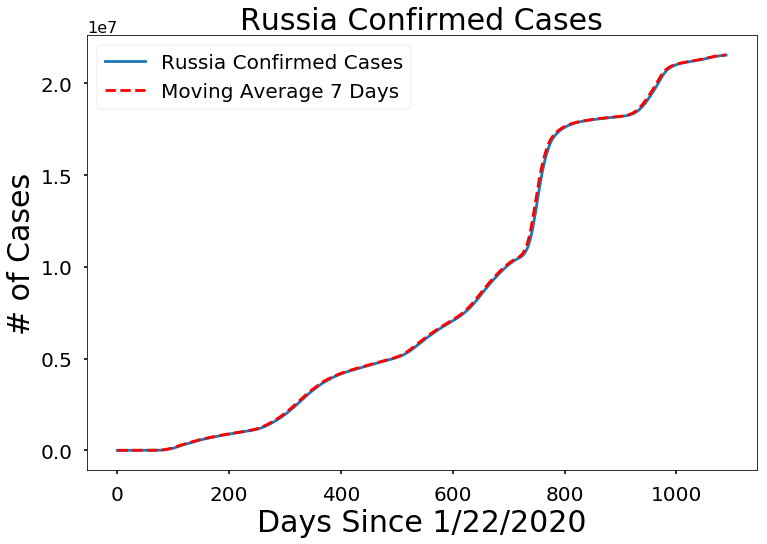 Russia Confirmed Cases
1e7
Russia Confirmed Cases
Moving Average 7 Days
# of Cases
2.0
1.5
1.0
0.5
0.0
0 200 400 600 800 1000
Days Since 1/22/2020